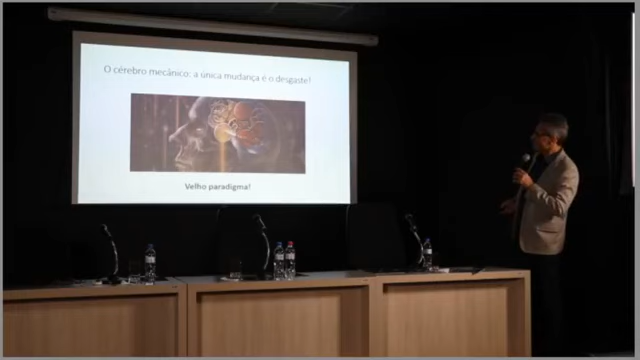 O cérebro mecânico: a única mudança é o desgaste!
Velho paradigma!